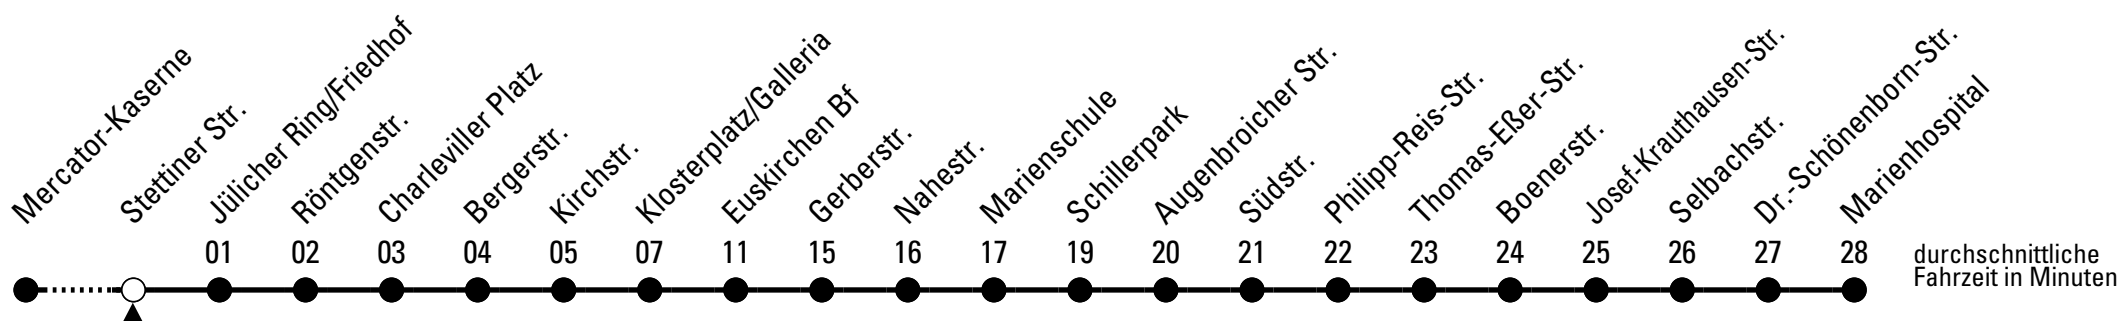 Mercator-Kaserne
Stettiner Str.
Jülicher Ring/Friedhof
Röntgenstr.
Charleviller Platz
Bergerstr.
Kirchstr.
Klosterplatz/Galleria
Euskirchen Bf
Gerberstr.
Nahestr.
Marienschule
Schillerpark
Augenbroicher Str.
Südstr.
Philipp-Reis-Str.
Thomas-Eßer-Str.
Boenerstr.
Josef-Krauthausen-Str.
Selbachstr.
Dr.-Schönenborn-Str.
Marienhospital
01 02 03 04 05 07 11 15 16 17 19 20 21 22 23 24 25 26 27 28
durchschnittliche
Fahrzeit in Minuten